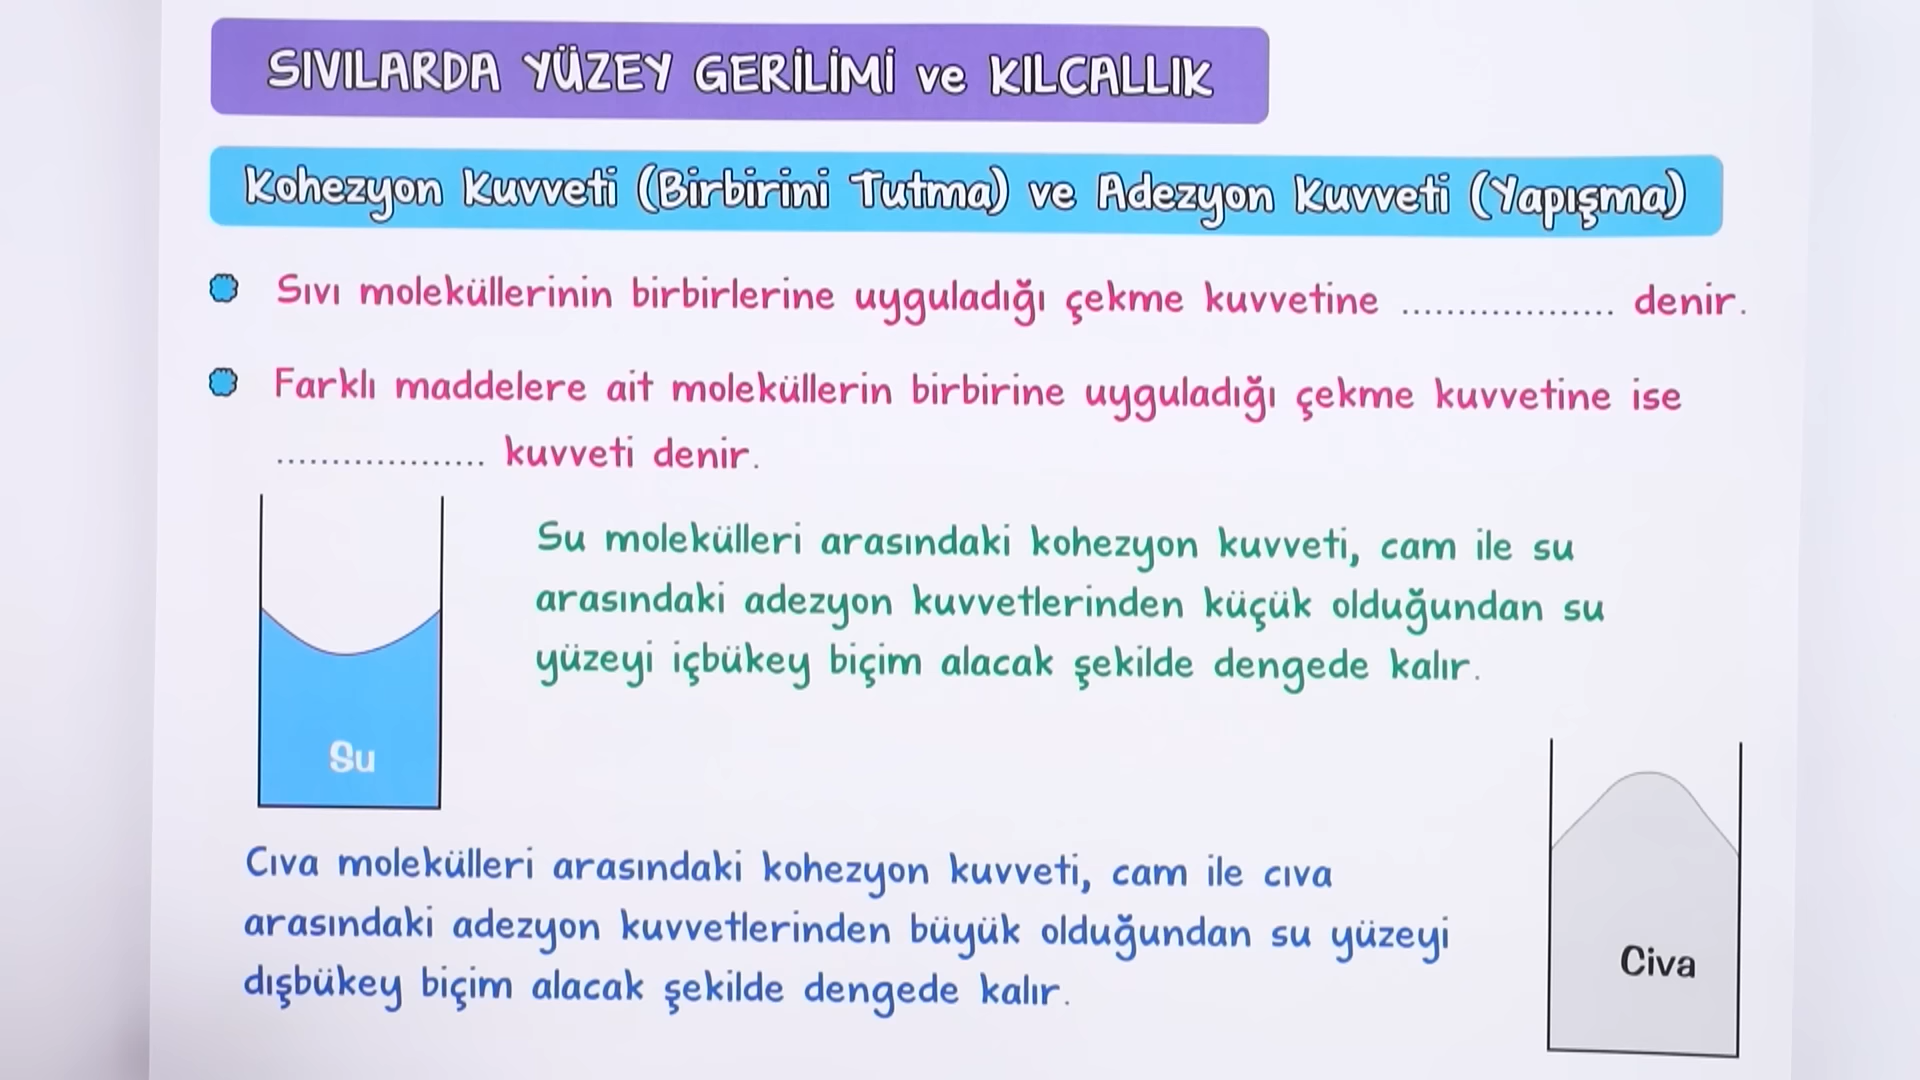 SIVILARDA YÜZEY GERİLİMİ ve KILCALLIK
Kohezyon Kuvveti (Birbirini Tutma) ve Adezyon Kuvveti (Yapışma)
Sıvı moleküllerinin birbirlerine uyguladığı çekme kuvvetine ................... denir.
Farklı maddelere ait moleküllerin birbirine uyguladığı çekme kuvvetine ise
................... kuvveti denir.
Su molekülleri arasındaki kohezyon kuvveti, cam ile su
arasındaki adezyon kuvvetlerinden küçük olduğundan su
yüzeyi içbükey biçim alacak şekilde dengede kalır.
Su
Cıva molekülleri arasındaki kohezyon kuvveti, cam ile cıva
arasındaki adezyon kuvvetlerinden büyük olduğundan su yüzeyi
dışbükey biçim alacak şekilde dengede kalır.
Civa